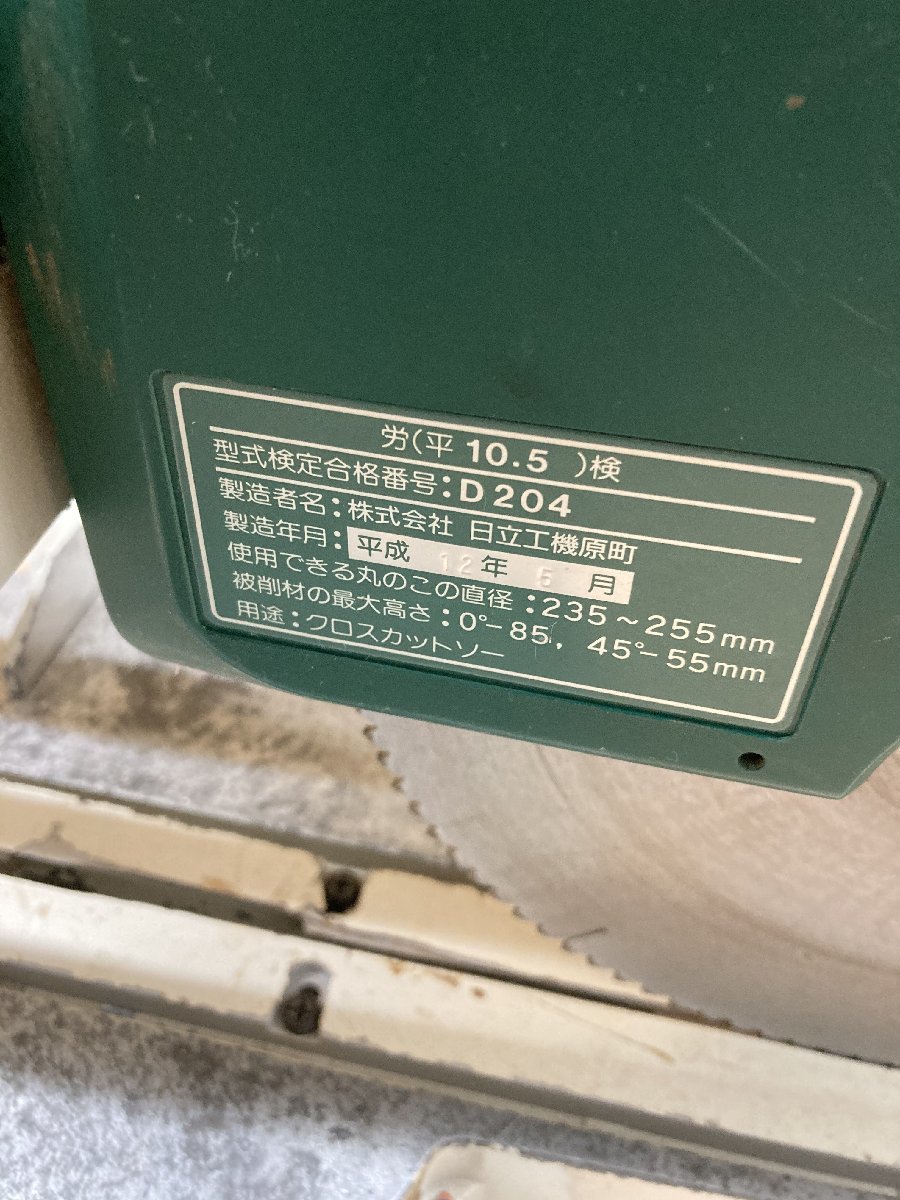 労(平 10.5 )検
型式検定合格番号:D204
製造者名:株式会社 日立工機原町
製造年月:平成 12年 5 月
使用できる丸のこの直径:235~255mm
被削材の最大高さ:0°-85, 45°-55mm
用途:クロスカットソー